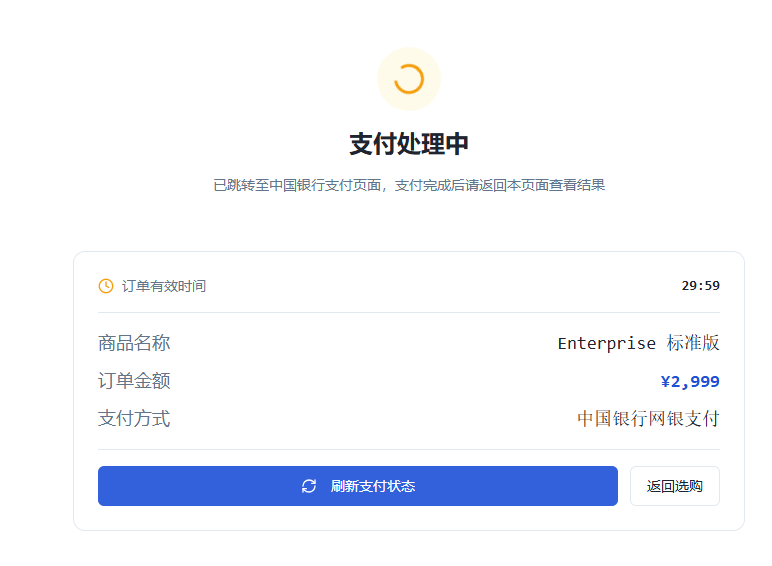 支付处理中
已跳转至中国银行支付页面，支付完成后请返回本页面查看结果
订单有效时间 29:59
商品名称 Enterprise 标准版
订单金额 ¥2,999
支付方式 中国银行网银支付
刷新支付状态 返回选购